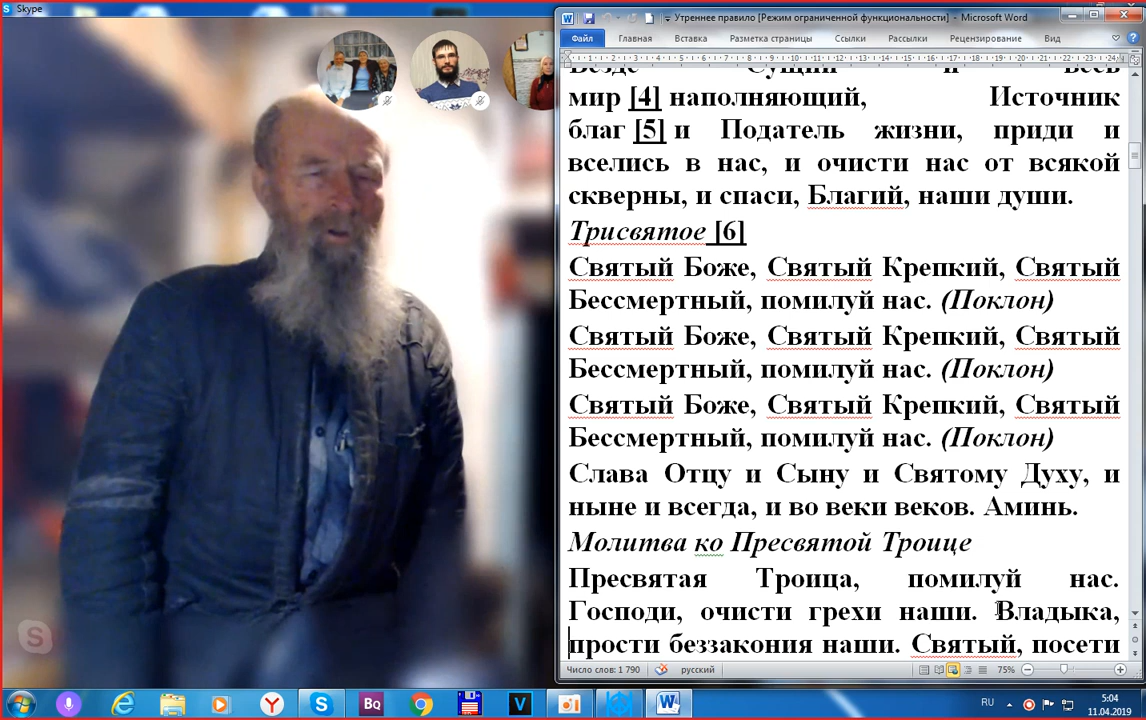 Skype
Утреннее правило [Режим ограниченной функциональности] - Microsoft Word
Файл Главная Вставка Разметка страницы Ссылки Рассылки Рецензирование Вид
Везде Сущий и весь
мир [4] наполняющий, Источник
благ [5] и Податель жизни, приди и
вселись в нас, и очисти нас от всякой
скверны, и спаси, Благий, наши души.
Трисвятое [6]
Святый Боже, Святый Крепкий, Святый
Бессмертный, помилуй нас. (Поклон)
Святый Боже, Святый Крепкий, Святый
Бессмертный, помилуй нас. (Поклон)
Святый Боже, Святый Крепкий, Святый
Бессмертный, помилуй нас. (Поклон)
Слава Отцу и Сыну и Святому Духу, и
ныне и всегда, и во веки веков. Аминь.
Молитва ко Пресвятой Троице
Пресвятая Троица, помилуй нас.
Господи, очисти грехи наши. Владыка,
прости беззакония наши. Святый, посети
Число слов: 1 790 русский 75%
Bq RU 5:04
11.04.2019